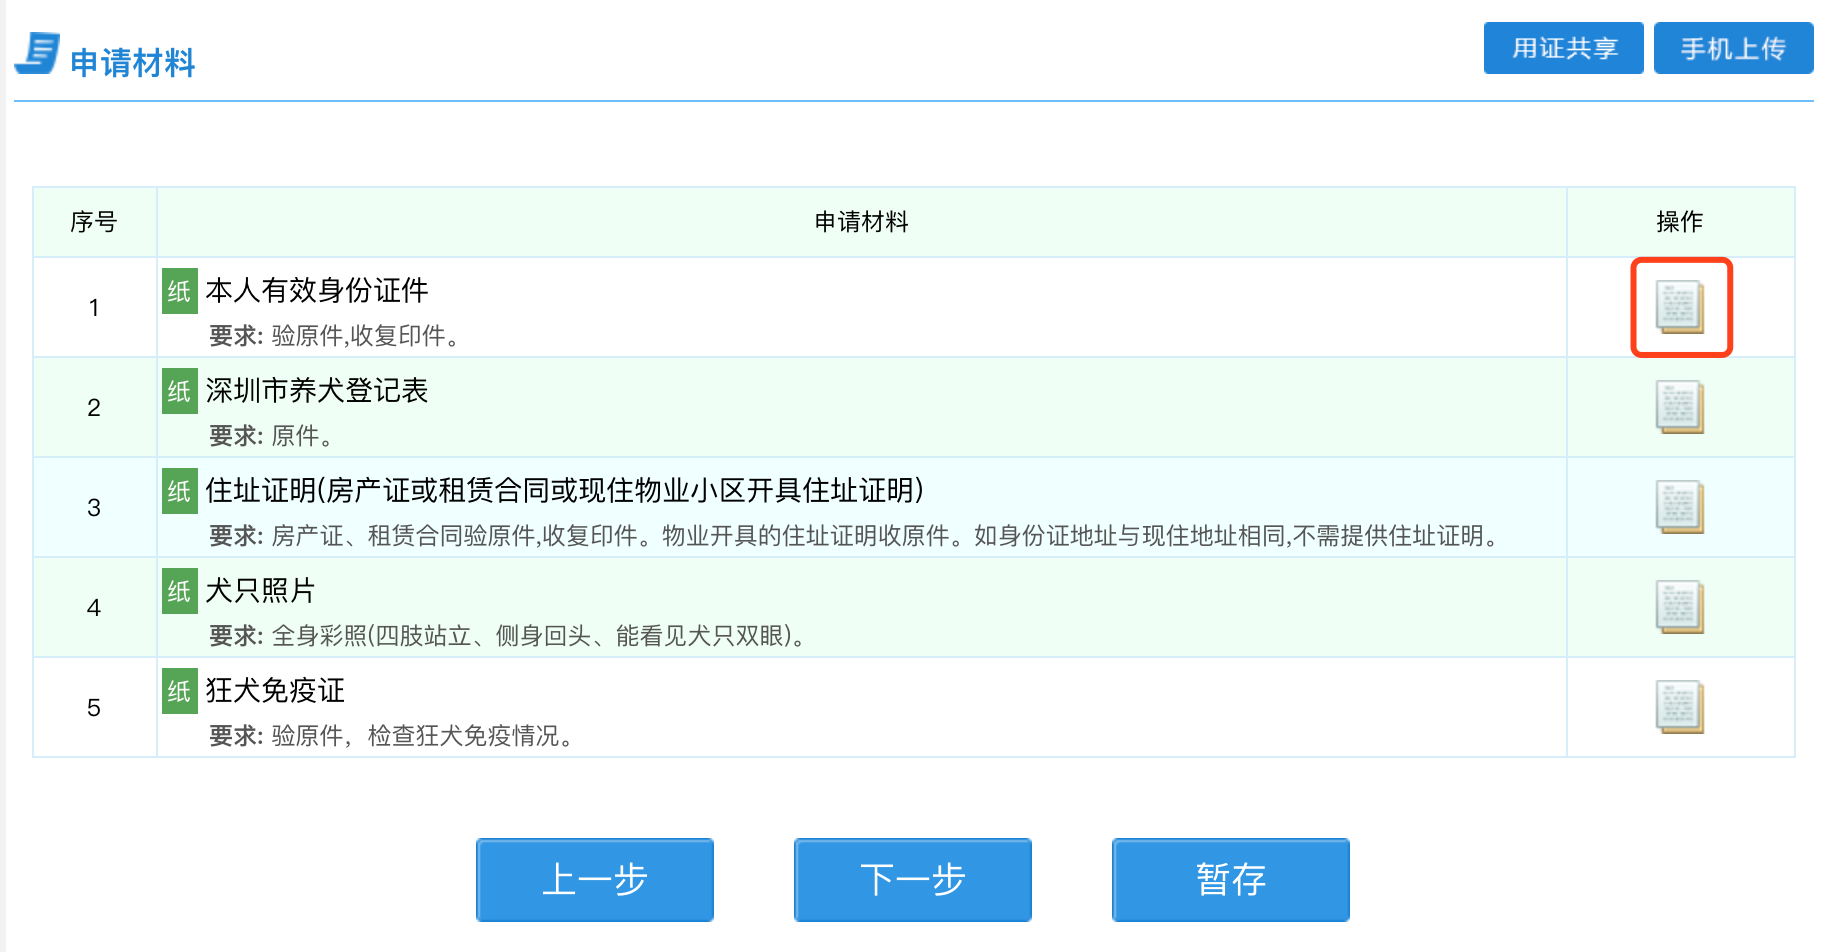 申请材料
用证共享
手机上传
序号
申请材料
操作
1
纸 本人有效身份证件
要求: 验原件,收复印件。
2
纸 深圳市养犬登记表
要求: 原件。
3
纸 住址证明(房产证或租赁合同或现住物业小区开具住址证明)
要求: 房产证、租赁合同验原件,收复印件。物业开具的住址证明收原件。如身份证地址与现住地址相同,不需提供住址证明。
4
纸 犬只照片
要求: 全身彩照(四肢站立、侧身回头、能看见犬只双眼)。
5
纸 狂犬免疫证
要求: 验原件，检查狂犬免疫情况。
上一步
下一步
暂存